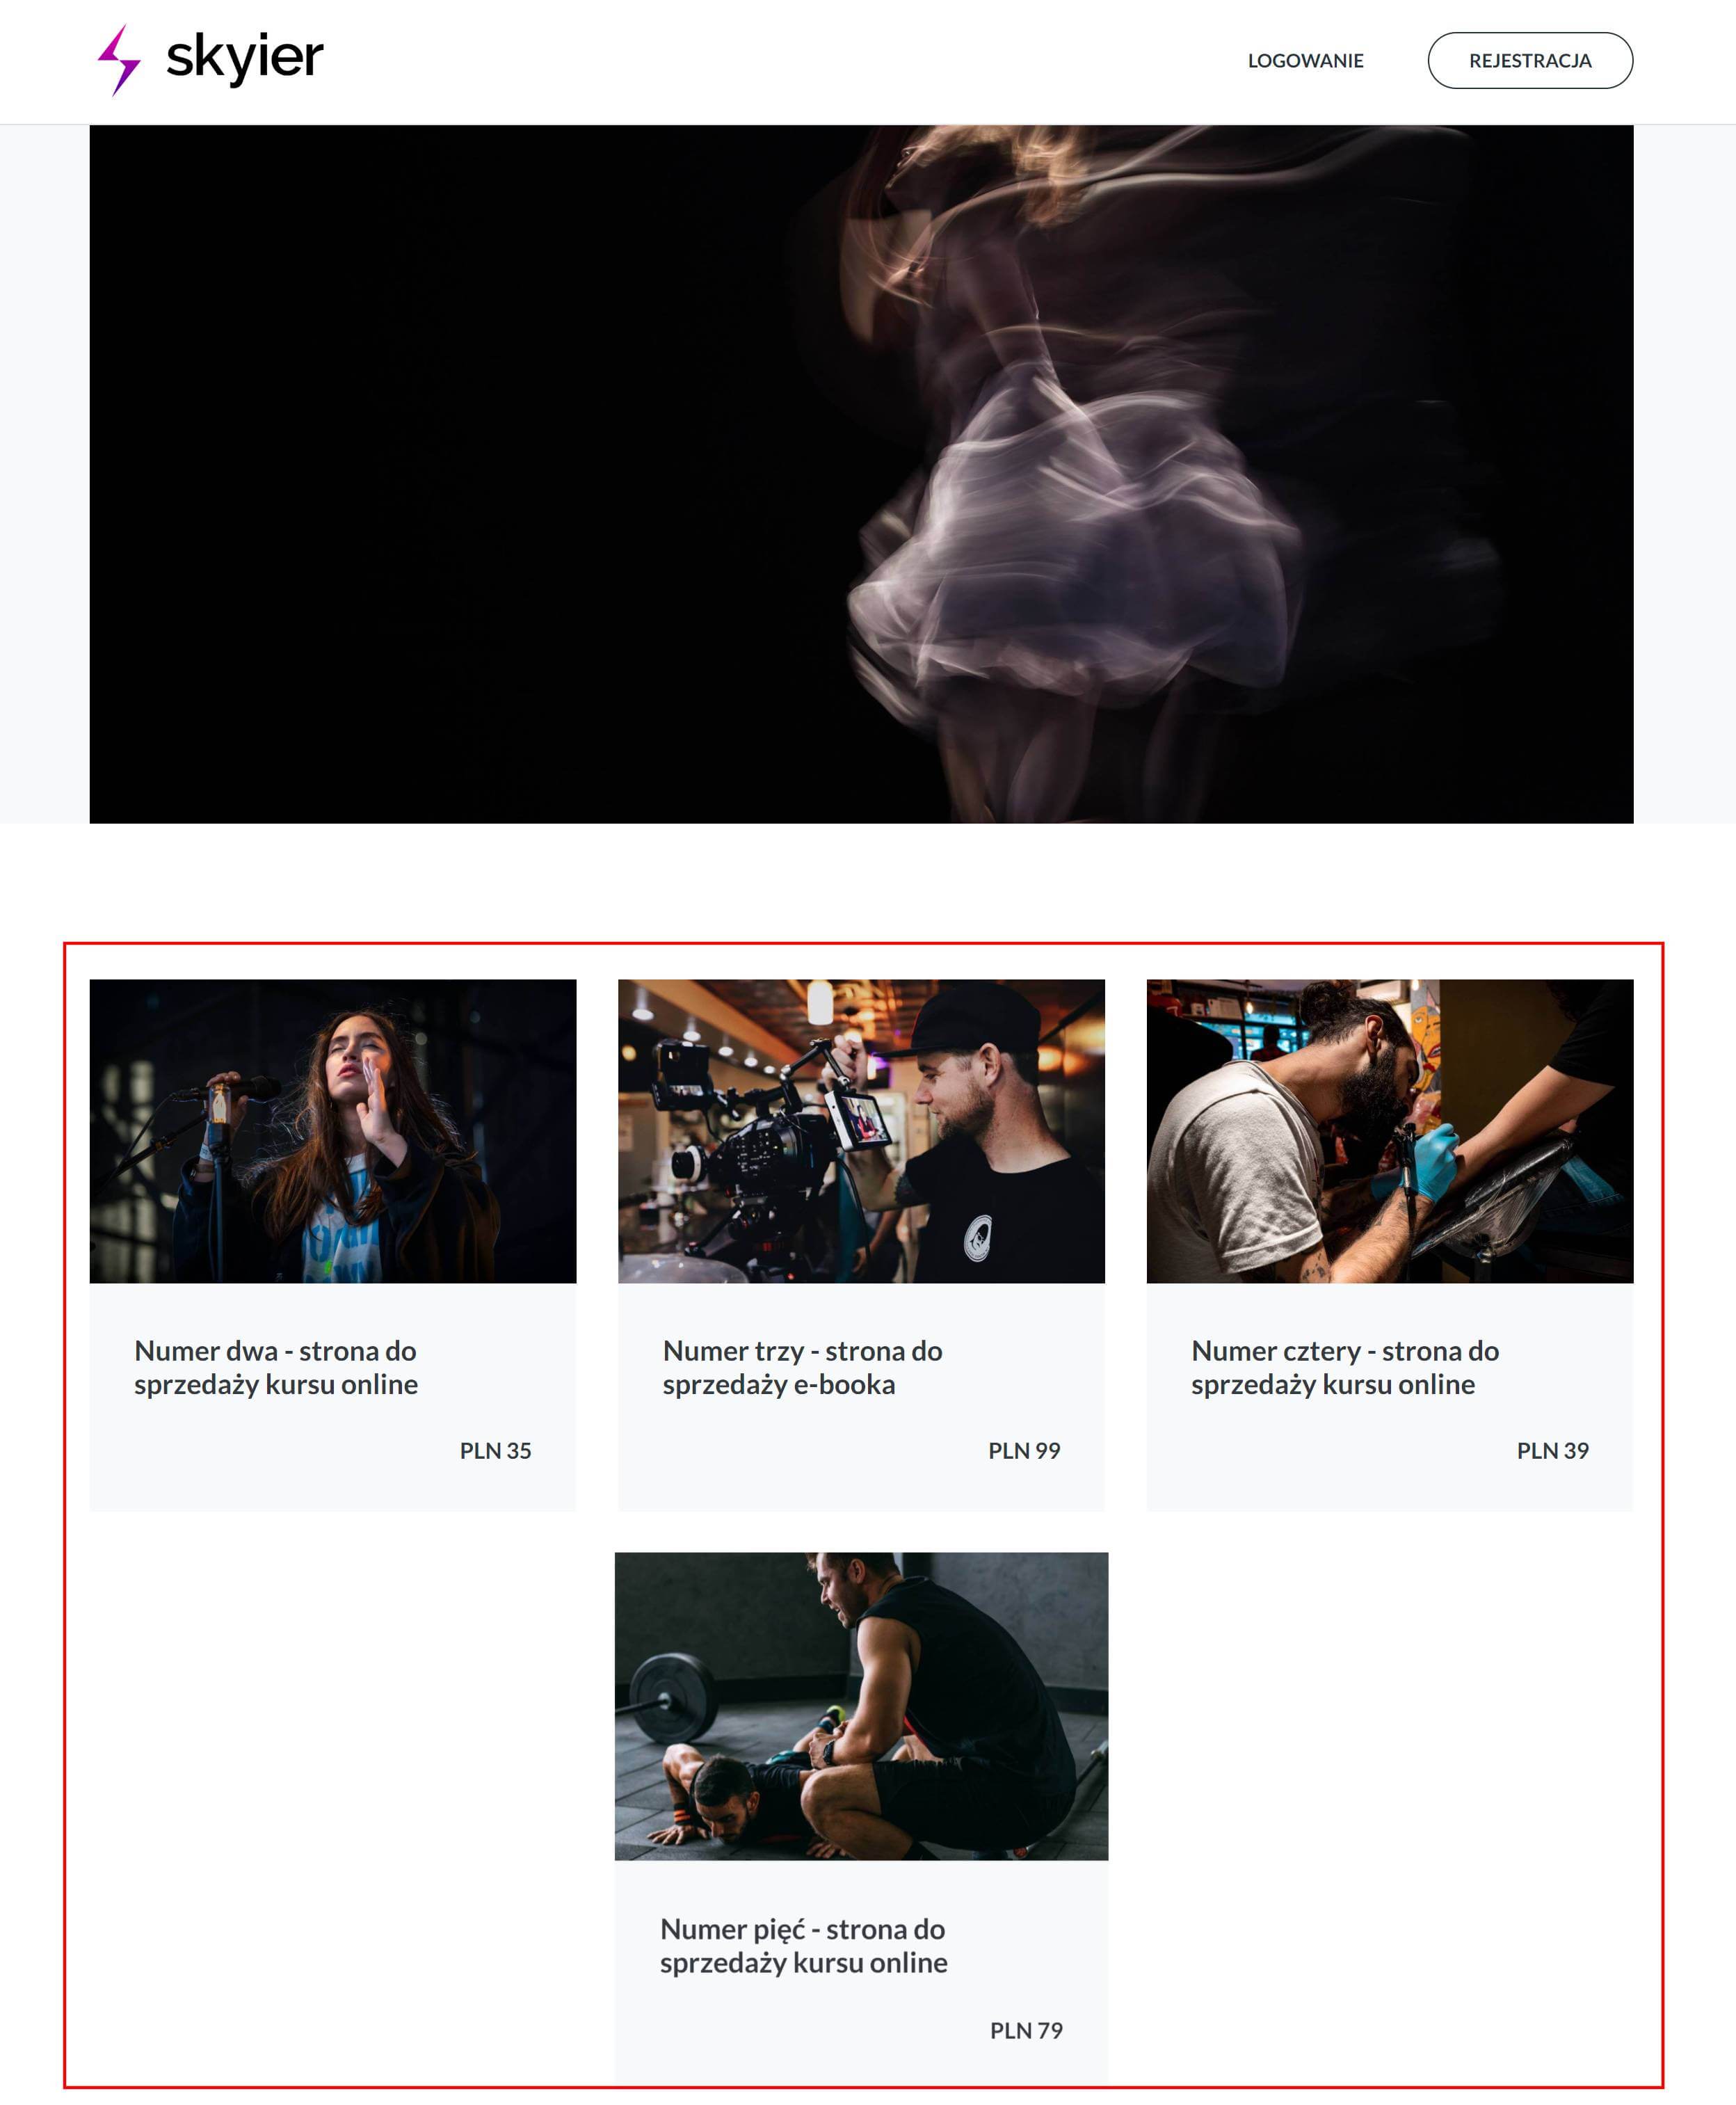 skyier
LOGOWANIE
REJESTRACJA
Numer dwa - strona do
sprzedaży kursu online
PLN 35
Numer trzy - strona do
sprzedaży e-booka
PLN 99
Numer cztery - strona do
sprzedaży kursu online
PLN 39
Numer pięć - strona do
sprzedaży kursu online
PLN 79